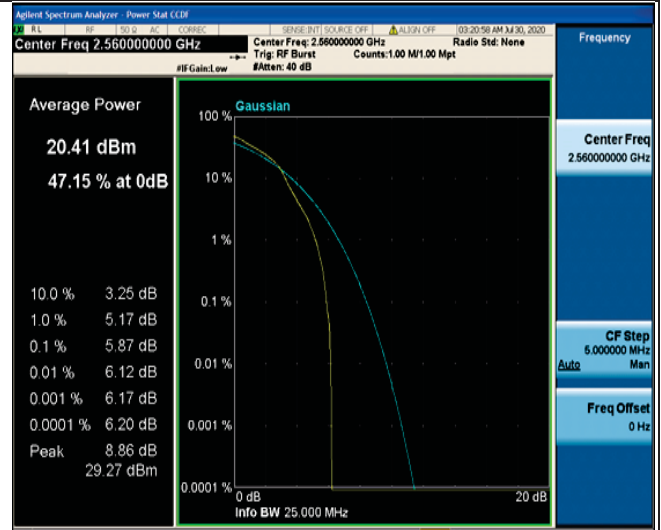 Agilent Spectrum Analyzer - Power Stat CCDF
RL RF 50 Ω AC CORREC SENSE:INT SOURCE OFF ALIGN OFF 03:20:58 AM Jul 30, 2020
Center Freq 2.560000000 GHz
Center Freq: 2.560000000 GHz Radio Std: None
Trig: RF Burst Counts:1.00 M/1.00 Mpt
#IFGain:Low #Atten: 40 dB
Frequency
Average Power
20.41 dBm
47.15 % at 0dB
10.0 % 3.25 dB
1.0 % 5.17 dB
0.1 % 5.87 dB
0.01 % 6.12 dB
0.001 % 6.17 dB
0.0001 % 6.20 dB
Peak 8.86 dB
29.27 dBm
Gaussian
100 %
10 %
1 %
0.1 %
0.01 %
0.001 %
0.0001 %
0 dB 20 dB
Info BW 25.000 MHz
Center Freq
2.560000000 GHz
CF Step
5.000000 MHz
Auto Man
Freq Offset
0 Hz